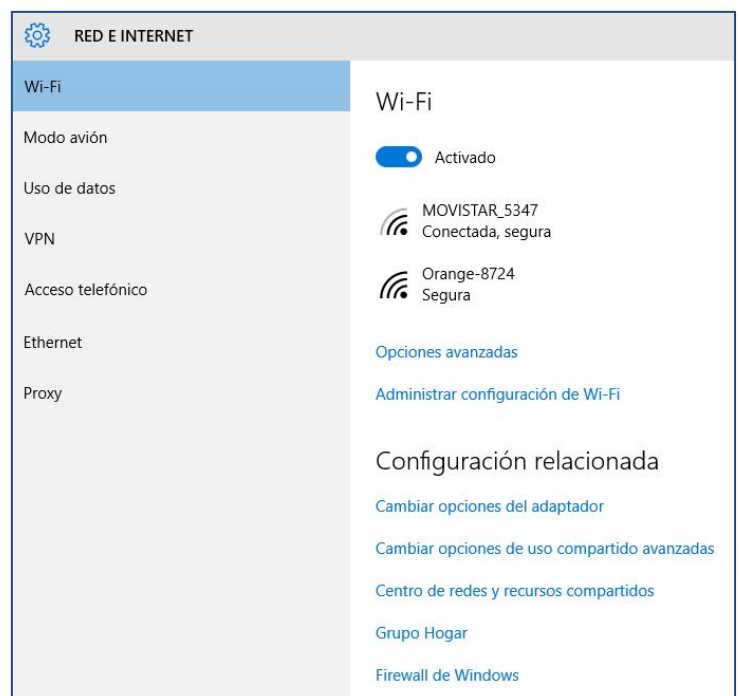 RED E INTERNET
Wi-Fi
Modo avión
Uso de datos
VPN
Acceso telefónico
Ethernet
Proxy
Wi-Fi
Activado
MOVISTAR_5347
Conectada, segura
Orange-8724
Segura
Opciones avanzadas
Administrar configuración de Wi-Fi
Configuración relacionada
Cambiar opciones del adaptador
Cambiar opciones de uso compartido avanzadas
Centro de redes y recursos compartidos
Grupo Hogar
Firewall de Windows